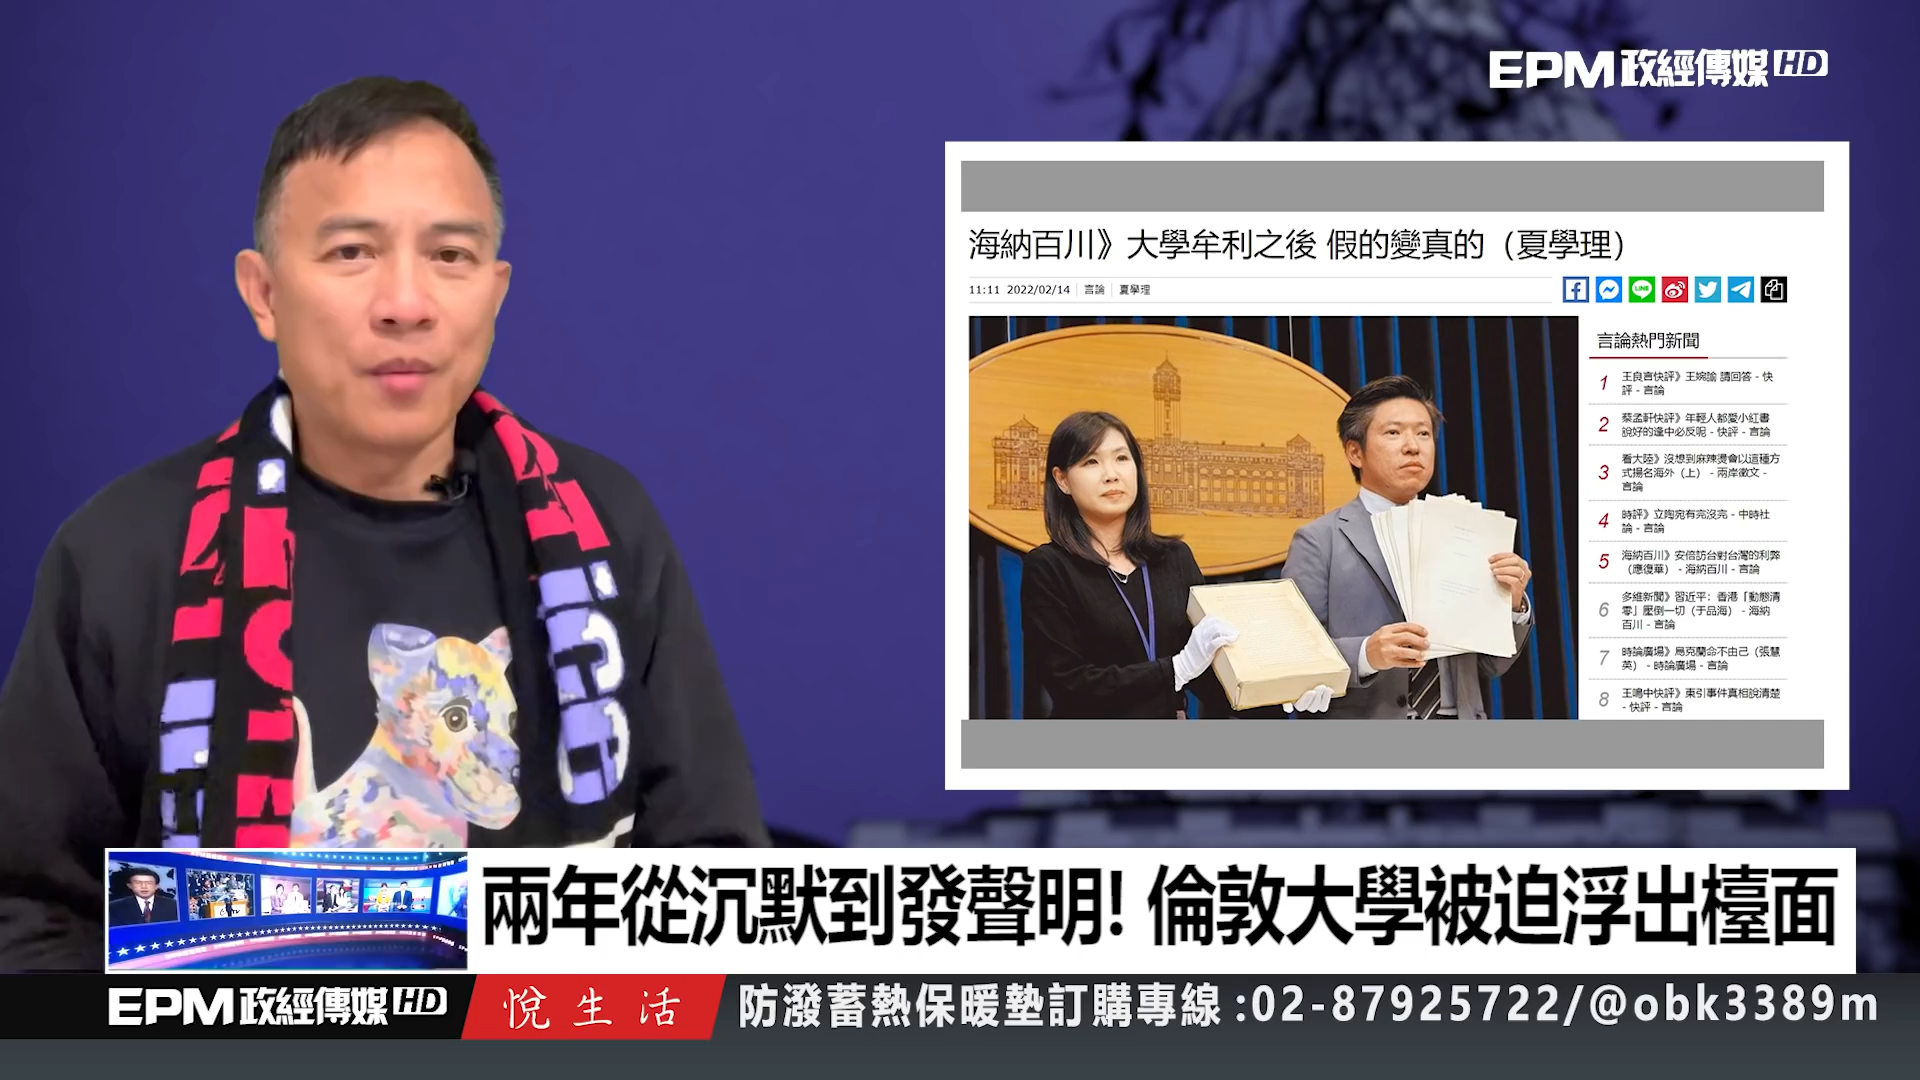 EPM政經傳媒HD
海納百川》大學牟利之後 假的變真的（夏學理）
11:11 2022/02/14 言論 夏學理
LINE
言論熱門新聞
1 王良言快評》王婉諭 請回答 - 快
評 - 言論
2 蔡孟軒快評》年輕人都愛小紅書
說好的逢中必反呢 - 快評 - 言論
3 看大陸》沒想到麻辣燙會以這種方
式揚名海外（上） - 兩岸徵文 -
言論
4 時評》立陶宛有完沒完 - 中時社
論 - 言論
5 海納百川》安倍訪台對台灣的利弊
（應復華） - 海納百川 - 言論
6 多維新聞》習近平：香港「動態清
零」壓倒一切（于品海） - 海納
百川 - 言論
7 時論廣場》烏克蘭命不由己（張慧
英） - 時論廣場 - 言論
8 王鳴中快評》東引事件真相說清楚
- 快評 - 言論
兩年從沉默到發聲明! 倫敦大學被迫浮出檯面
EPM政經傳媒HD
悅生活
防潑蓄熱保暖墊訂購專線:02-87925722/@obk3389m